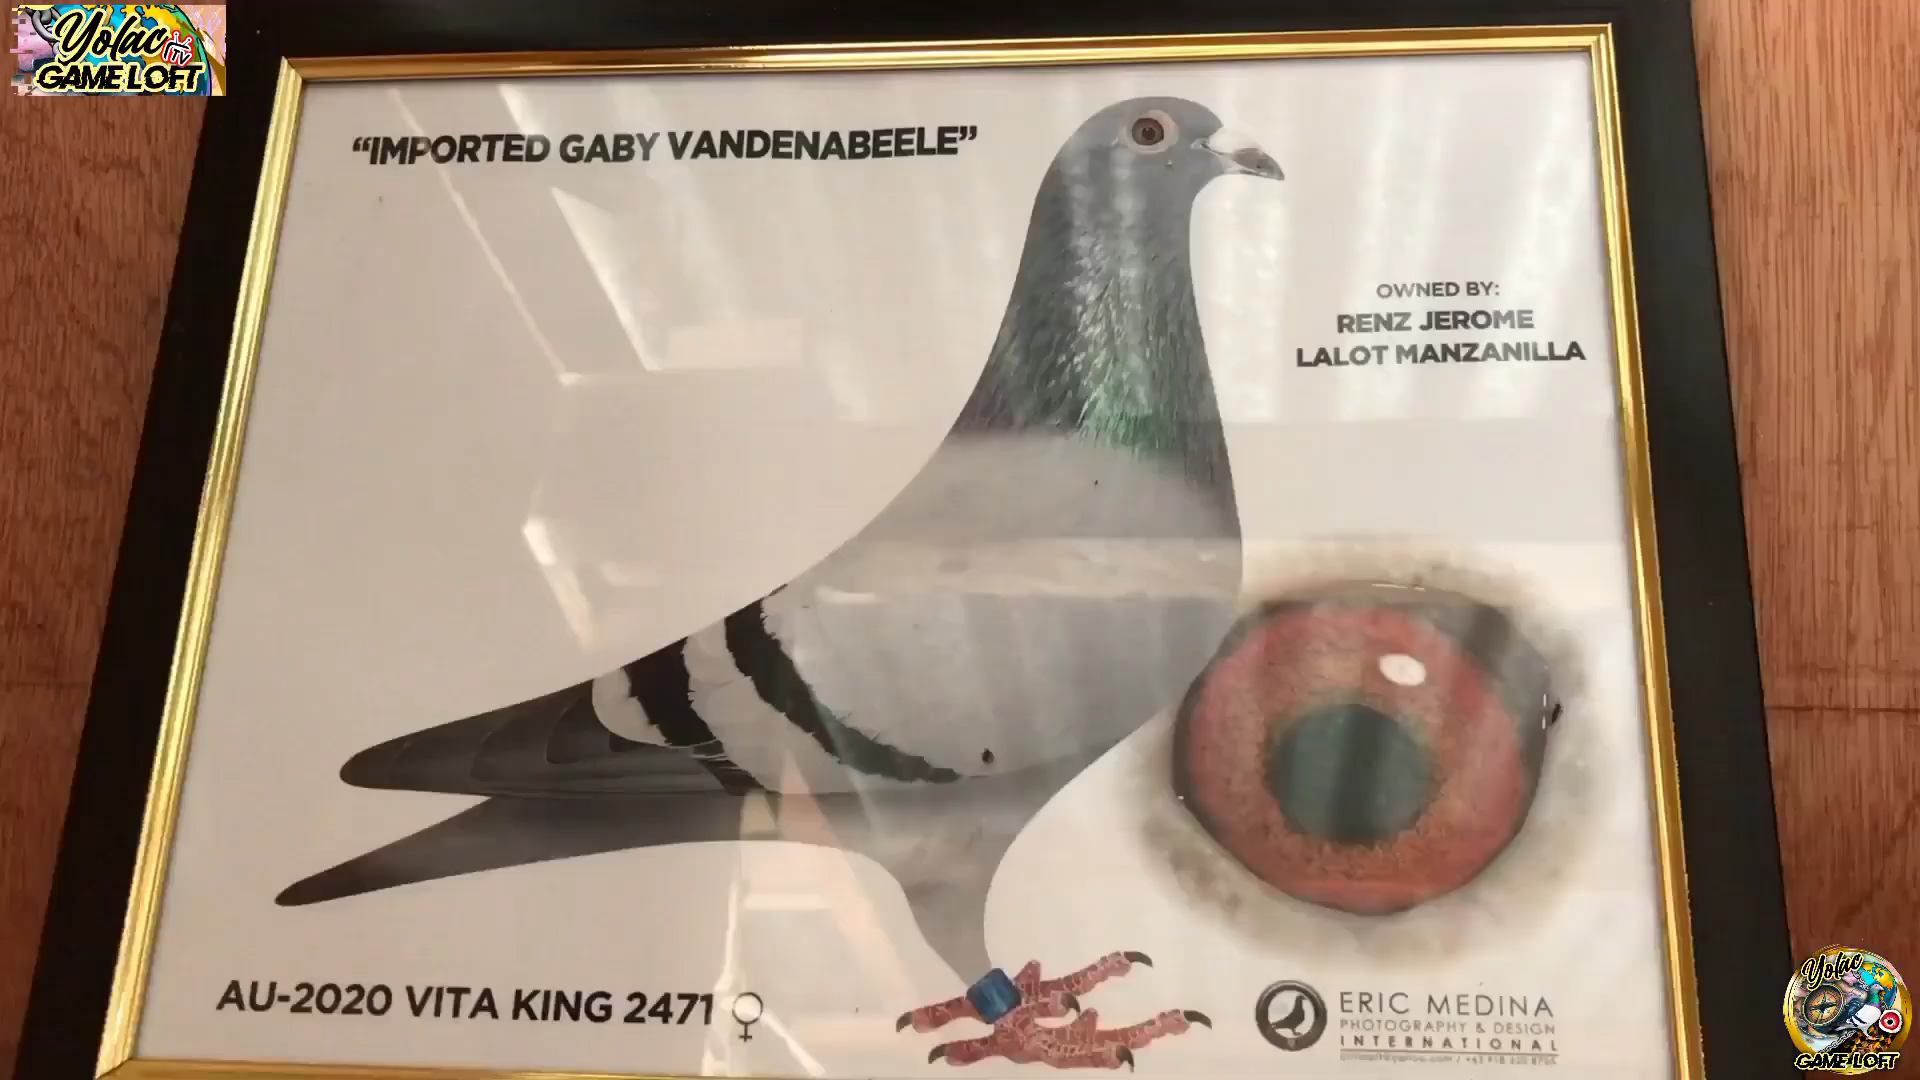 Yolac TV
GAME LOFT
“IMPORTED GABY VANDENABEELE”
OWNED BY:
RENZ JEROME
LALOT MANZANILLA
AU-2020 VITA KING 2471 ♀
ERIC MEDINA
PHOTOGRAPHY & DESIGN
INTERNATIONAL
Yolac
GAME LOFT